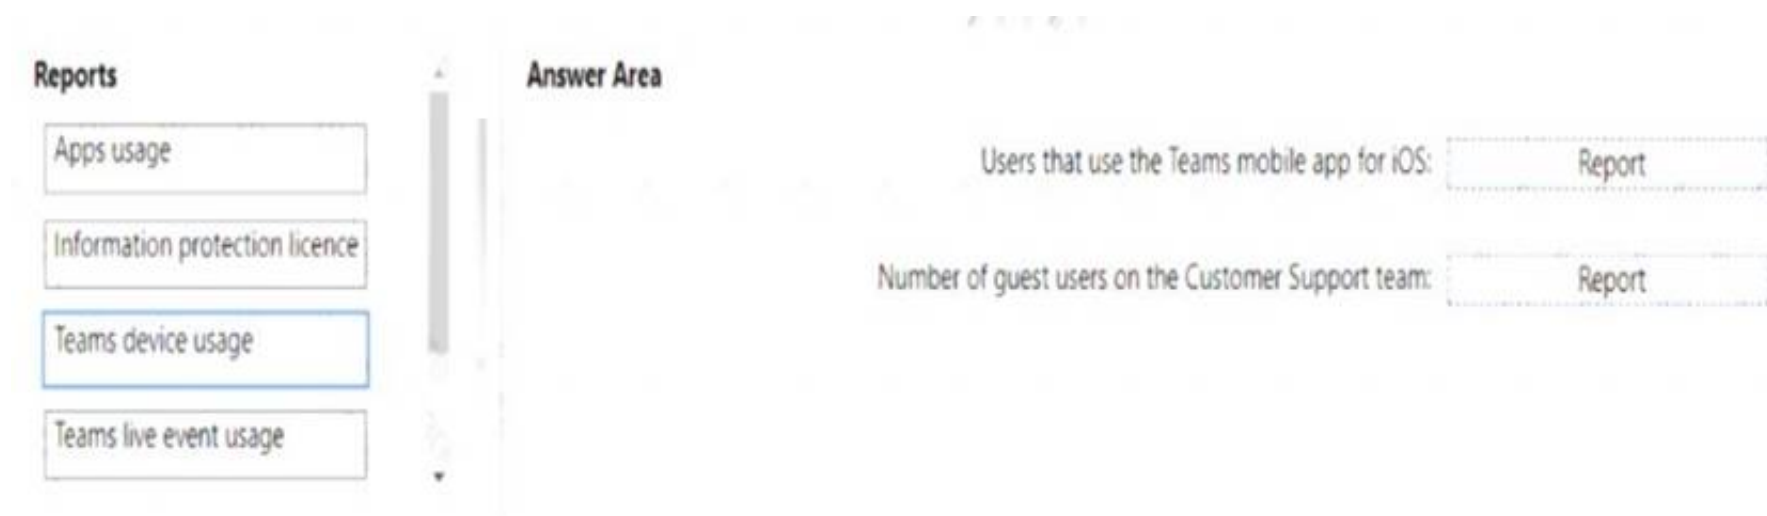 Reports
Answer Area
Apps usage
Users that use the Teams mobile app for iOS:
Report
Information protection licence
Number of guest users on the Customer Support team:
Report
Teams device usage
Teams live event usage